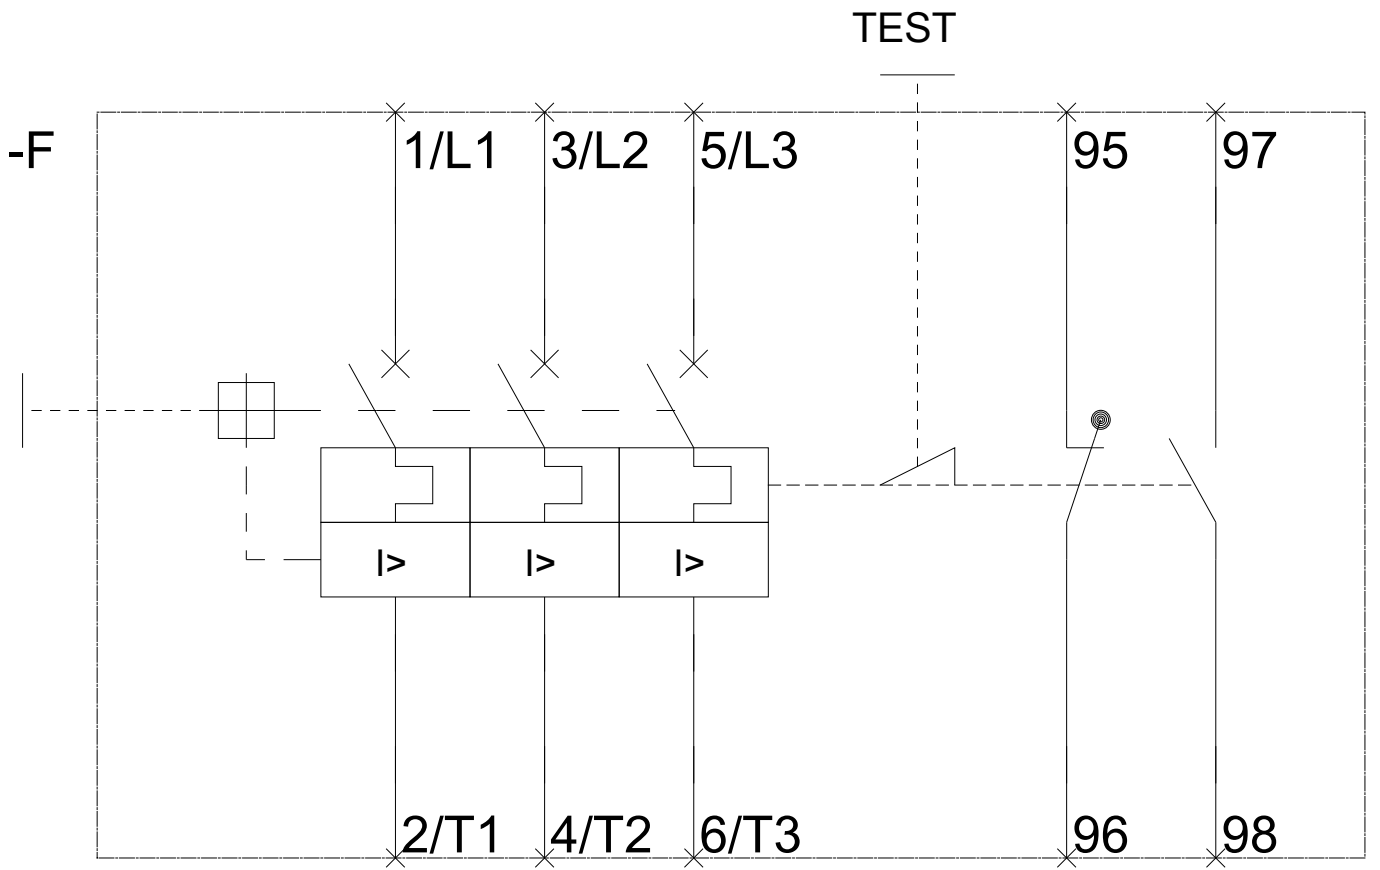 TEST
-F
1/L1 3/L2 5/L3 95 97
I> I> I>
2/T1 4/T2 6/T3 96 98